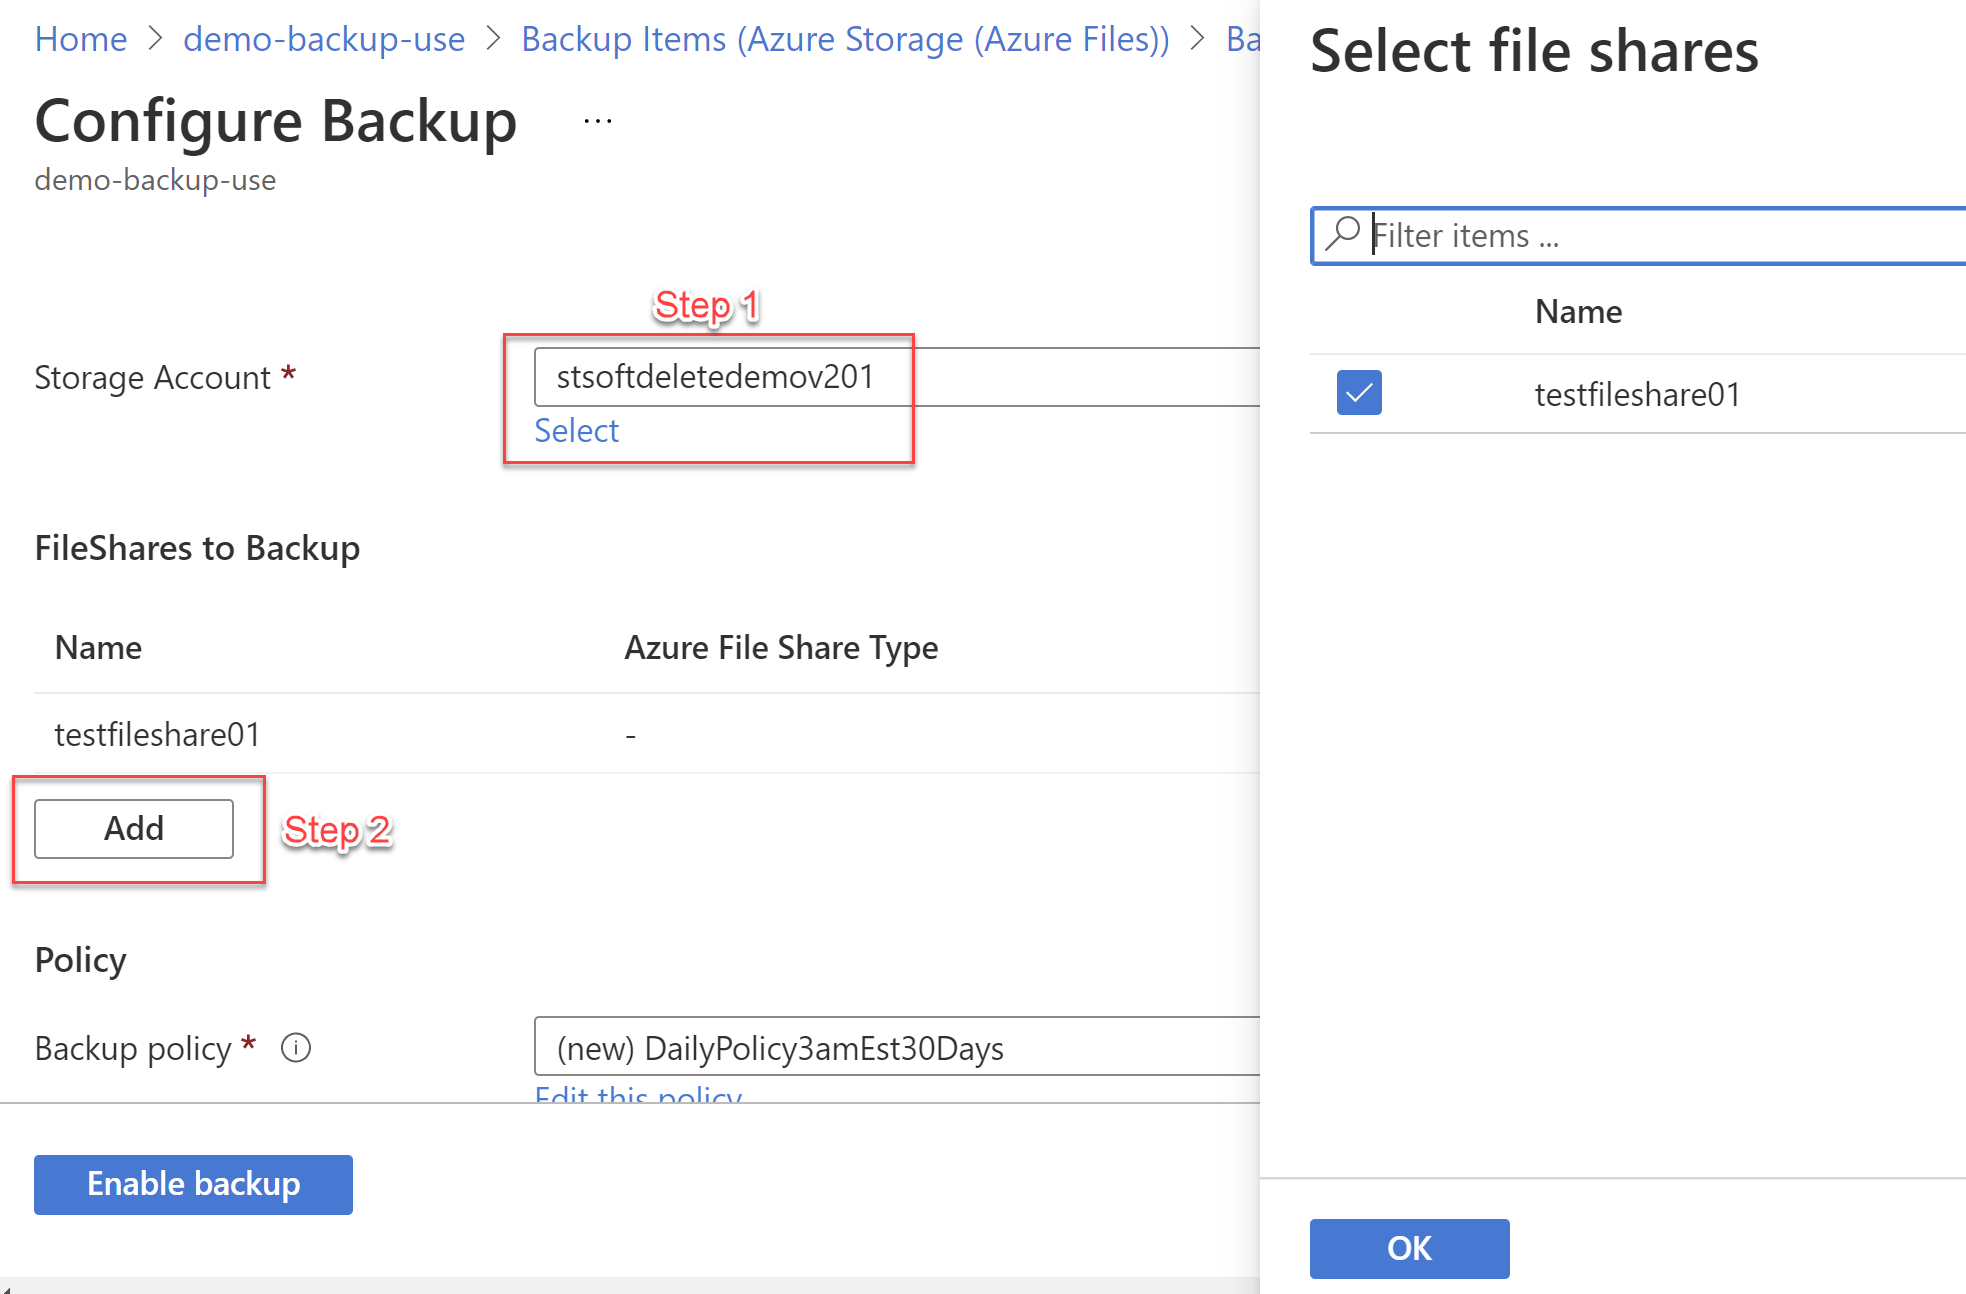 Home > demo-backup-use > Backup Items (Azure Storage (Azure Files)) > Ba
Configure Backup ...
demo-backup-use
Step 1
Storage Account *
stsoftdeletedemov201
Select
FileShares to Backup
Name Azure File Share Type
testfileshare01 -
Add
Step 2
Policy
Backup policy *
(new) DailyPolicy3amEst30Days
Edit this policy
Enable backup
Select file shares
Filter items ...
Name
testfileshare01
OK